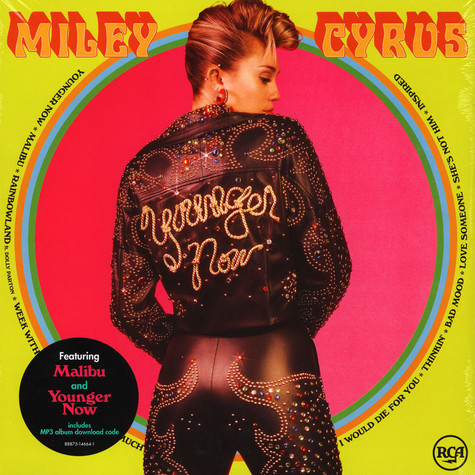 MILEY CYRUS
YOUNGER NOW * MALIBU * RAINBOWLAND ft. DOLLY PARTON * WEEK WITH
MUCH
I WOULD DIE FOR YOU * THINKIN' * BAD MOOD * LOVE SOMEONE * SHE'S NOT HIM * INSPIRED
Younger
Now
Featuring
Malibu
and
Younger
Now
includes
MP3 album download code
88875-14664 1
RCA